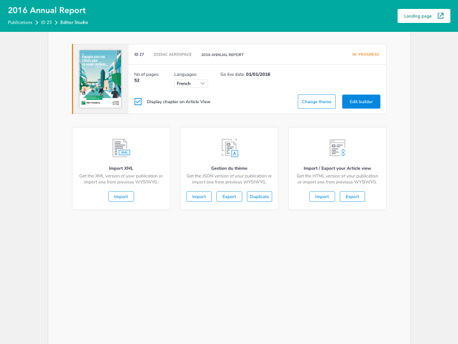 2016 Annual Report
Publications > ID 23 > Editor Studio
Landing page
ID 27 ZODIAC AEROSPACE 2016 ANNUAL REPORT IN-PROGRESS
No of pages: Languages: Go live date: 01/01/2016
52
French
Display chapter on Article View
Change theme
Edit builder
Import XML
Get the XML version of your publication or
import one from previous WYSIWYG.
Import
Gestion du thème
Get the JSON version of your publication
or import one from previous WYSIWYG.
Import Export Duplicate
Import / Export your Article view
Get the HTML version of your publication
or import one from previous WYSIWYG.
Import Export